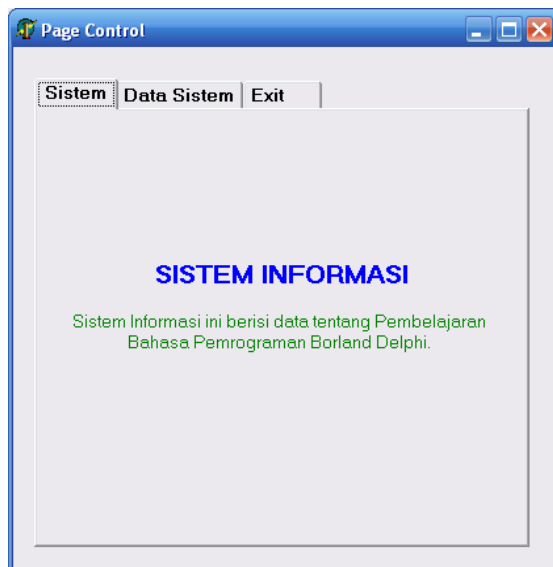 Page Control
Sistem Data Sistem Exit
SISTEM INFORMASI
Sistem Informasi ini berisi data tentang Pembelajaran
Bahasa Pemrograman Borland Delphi.